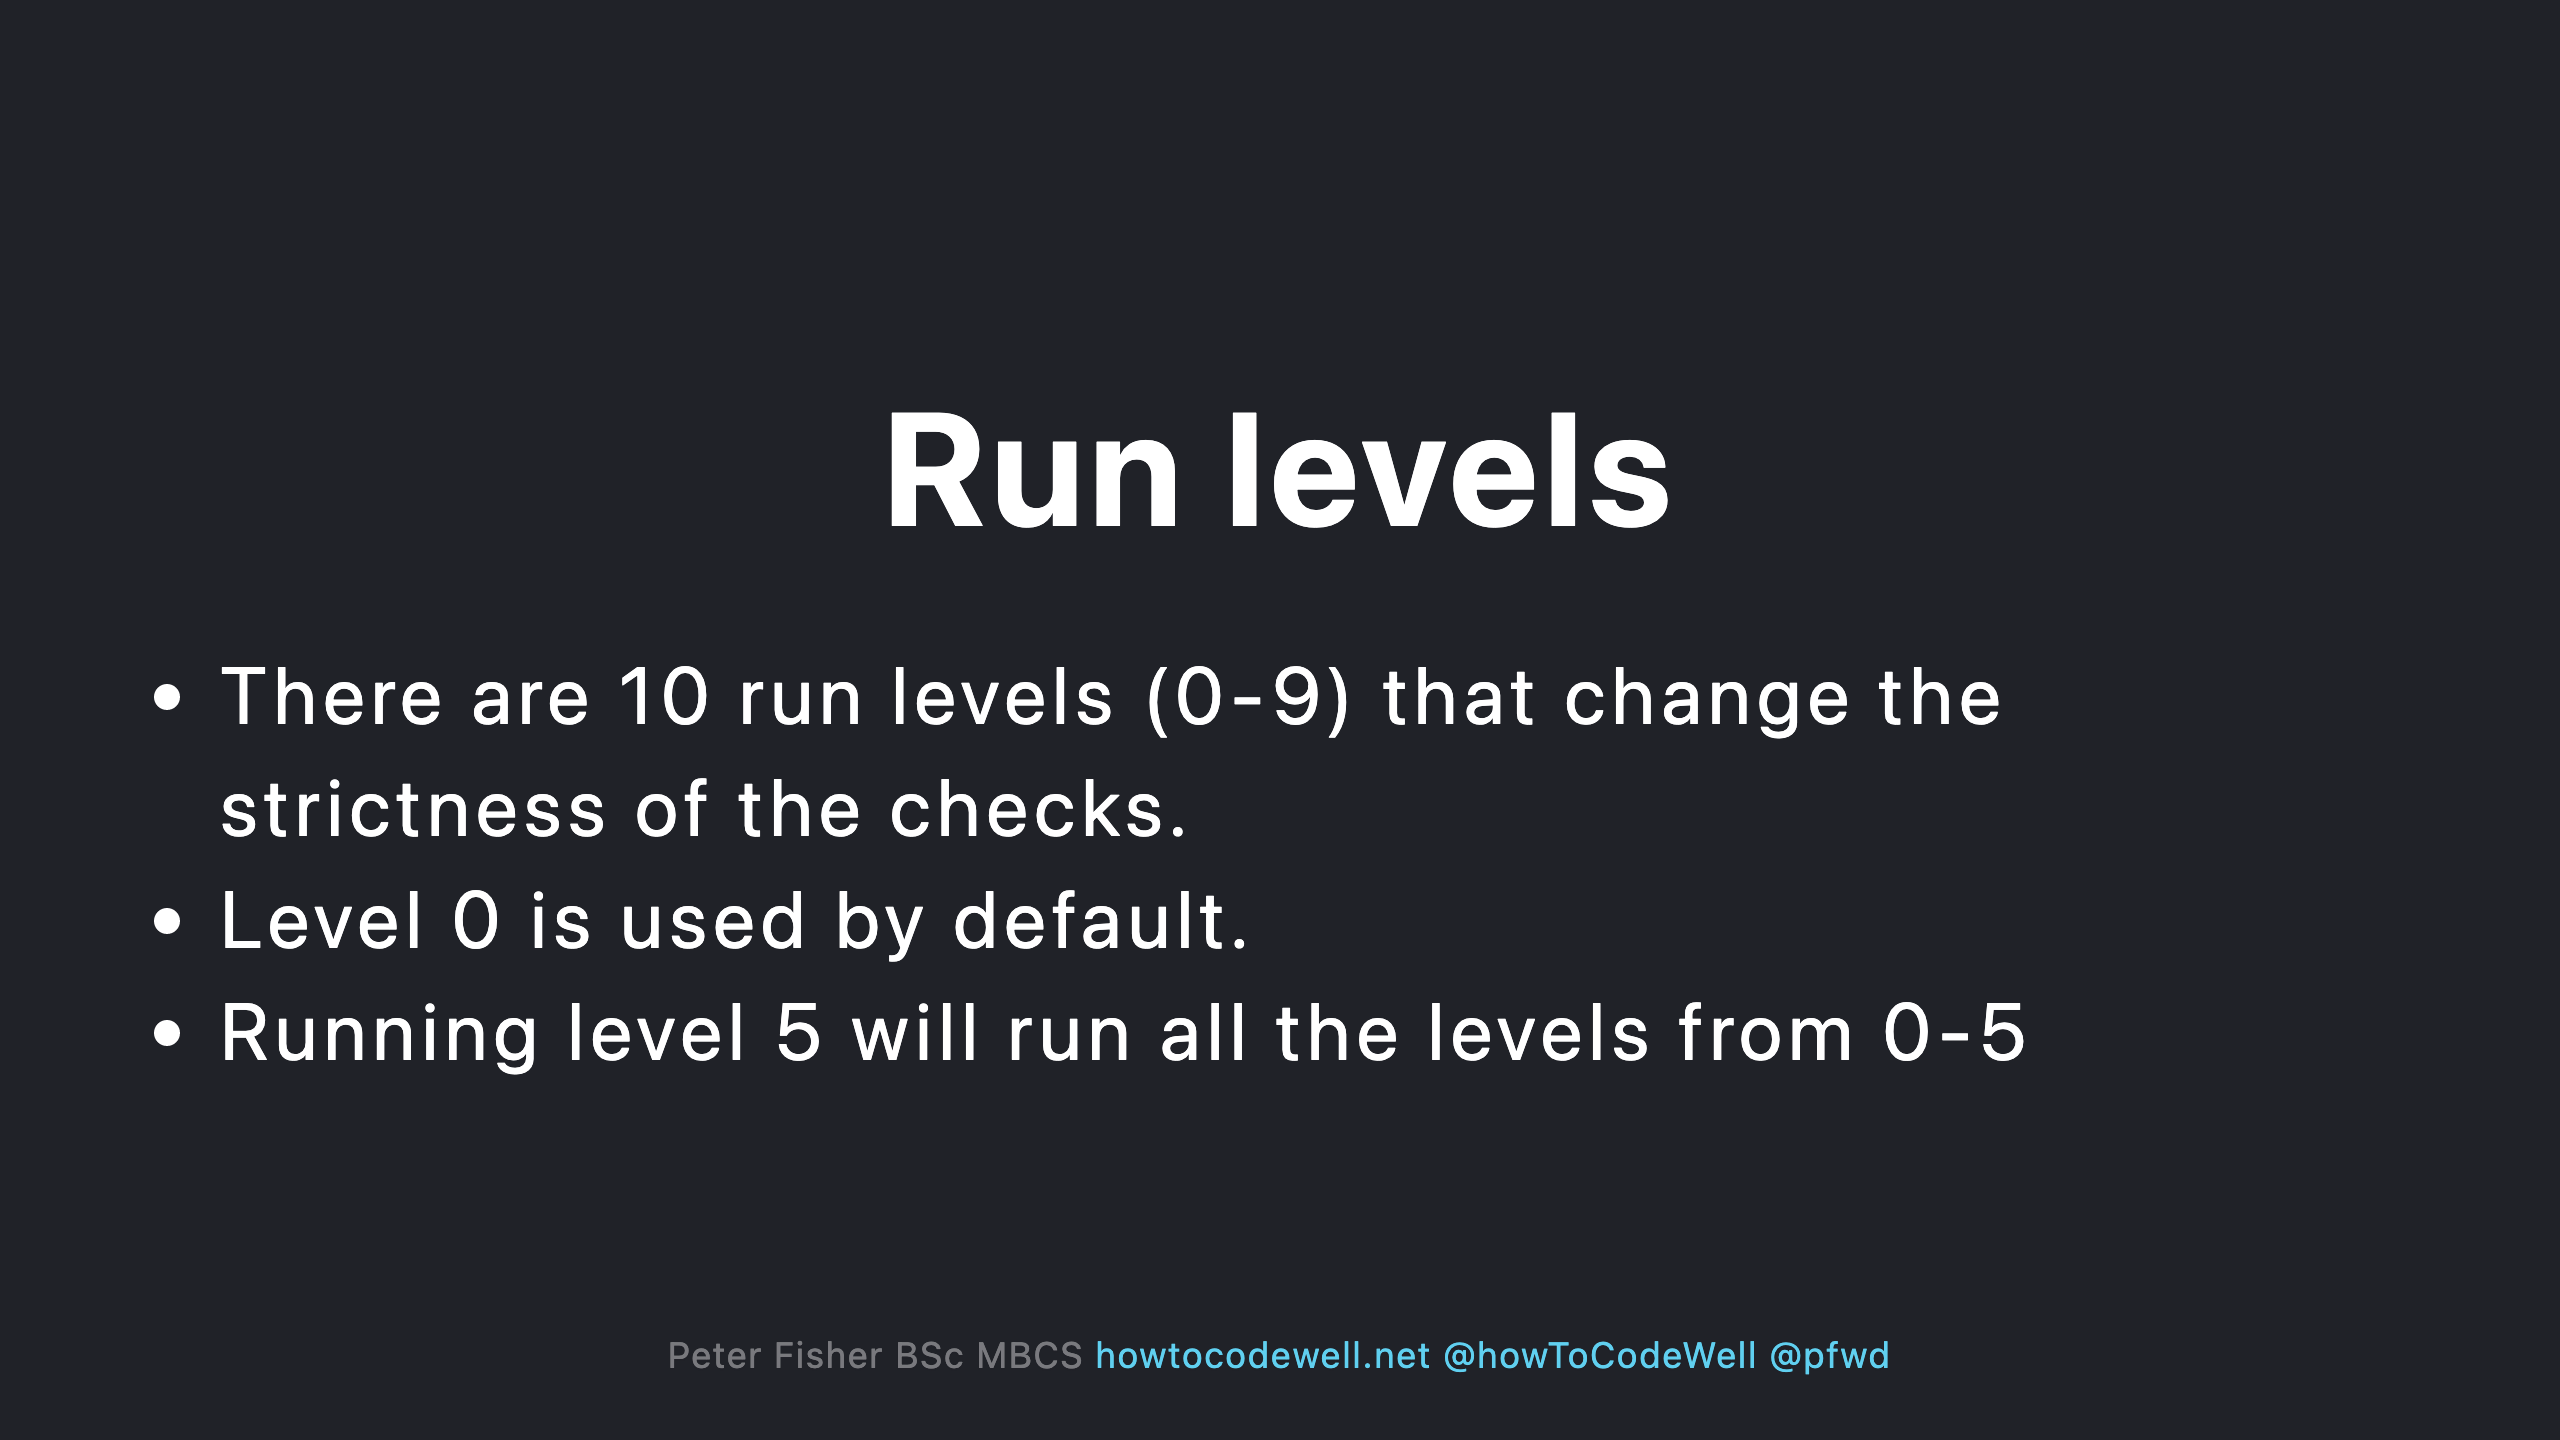 Run levels
• There are 10 run levels (0-9) that change the
strictness of the checks.
• Level 0 is used by default.
• Running level 5 will run all the levels from 0-5
Peter Fisher BSc MBCS howtocodewell.net @howToCodeWell @pfwd